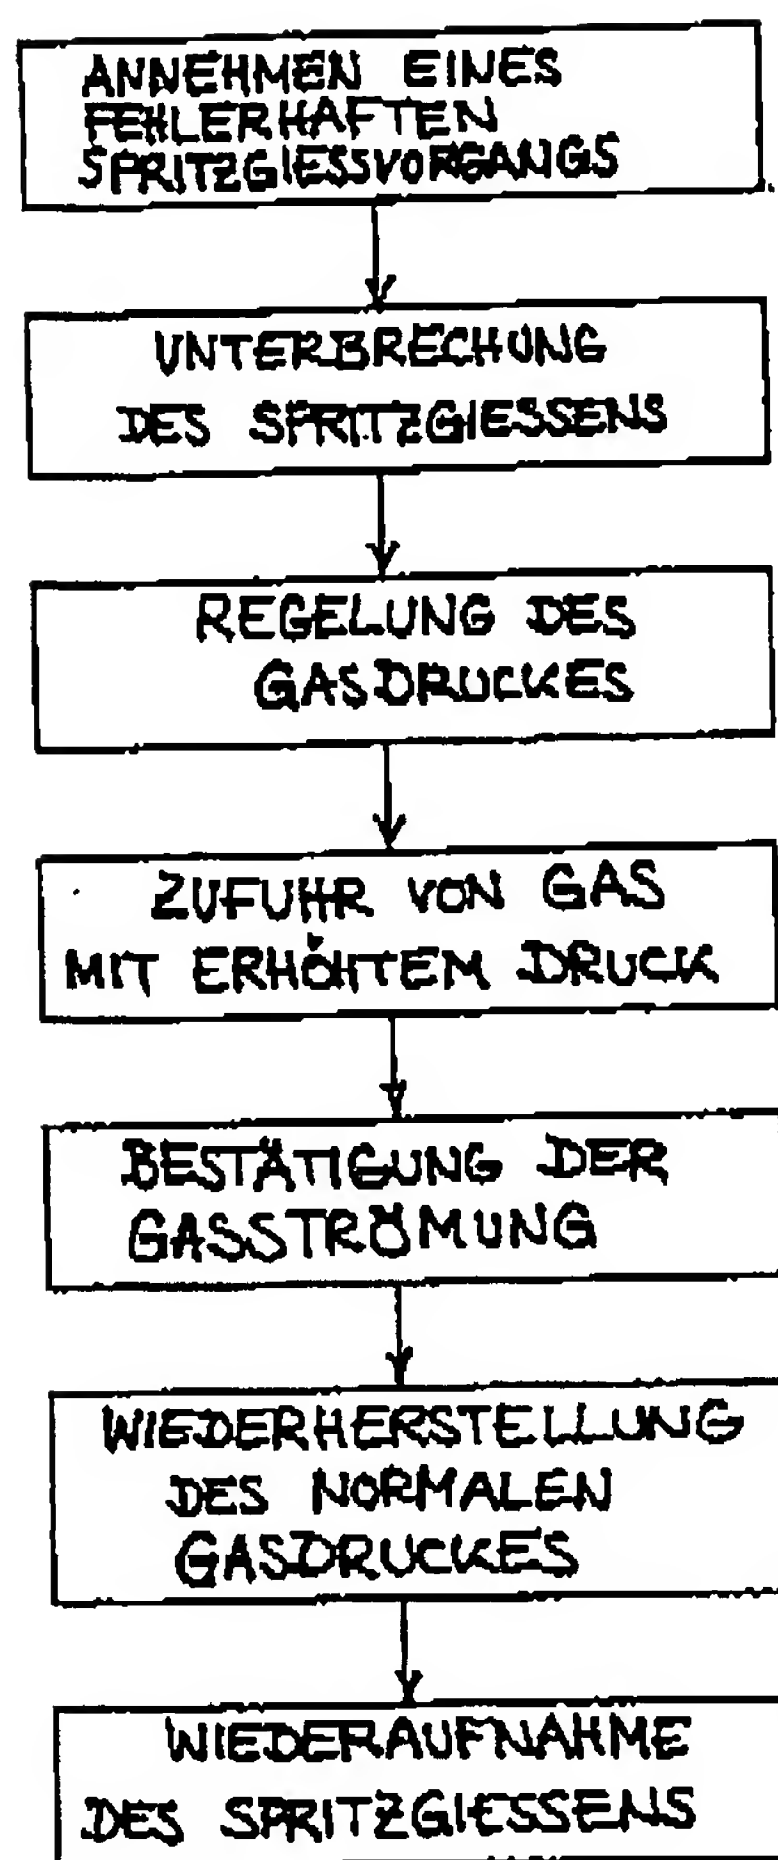 ANNEHMEN EINES
FEHLERHAFTEN
SPRITZGIESSVORGANGS
UNTERBRECHUNG
DES SPRITZGIESSENS
REGELUNG DES
GASDRUCKES
ZUFUHR VON GAS
MIT ERHÖHTEM DRUCK
BESTÄTIGUNG DER
GASSTRÖMUNG
WIEDERHERSTELLUNG
DES NORMALEN
GASDRUCKES
WIEDERAUFNAHME
DES SPRITZGIESSENS